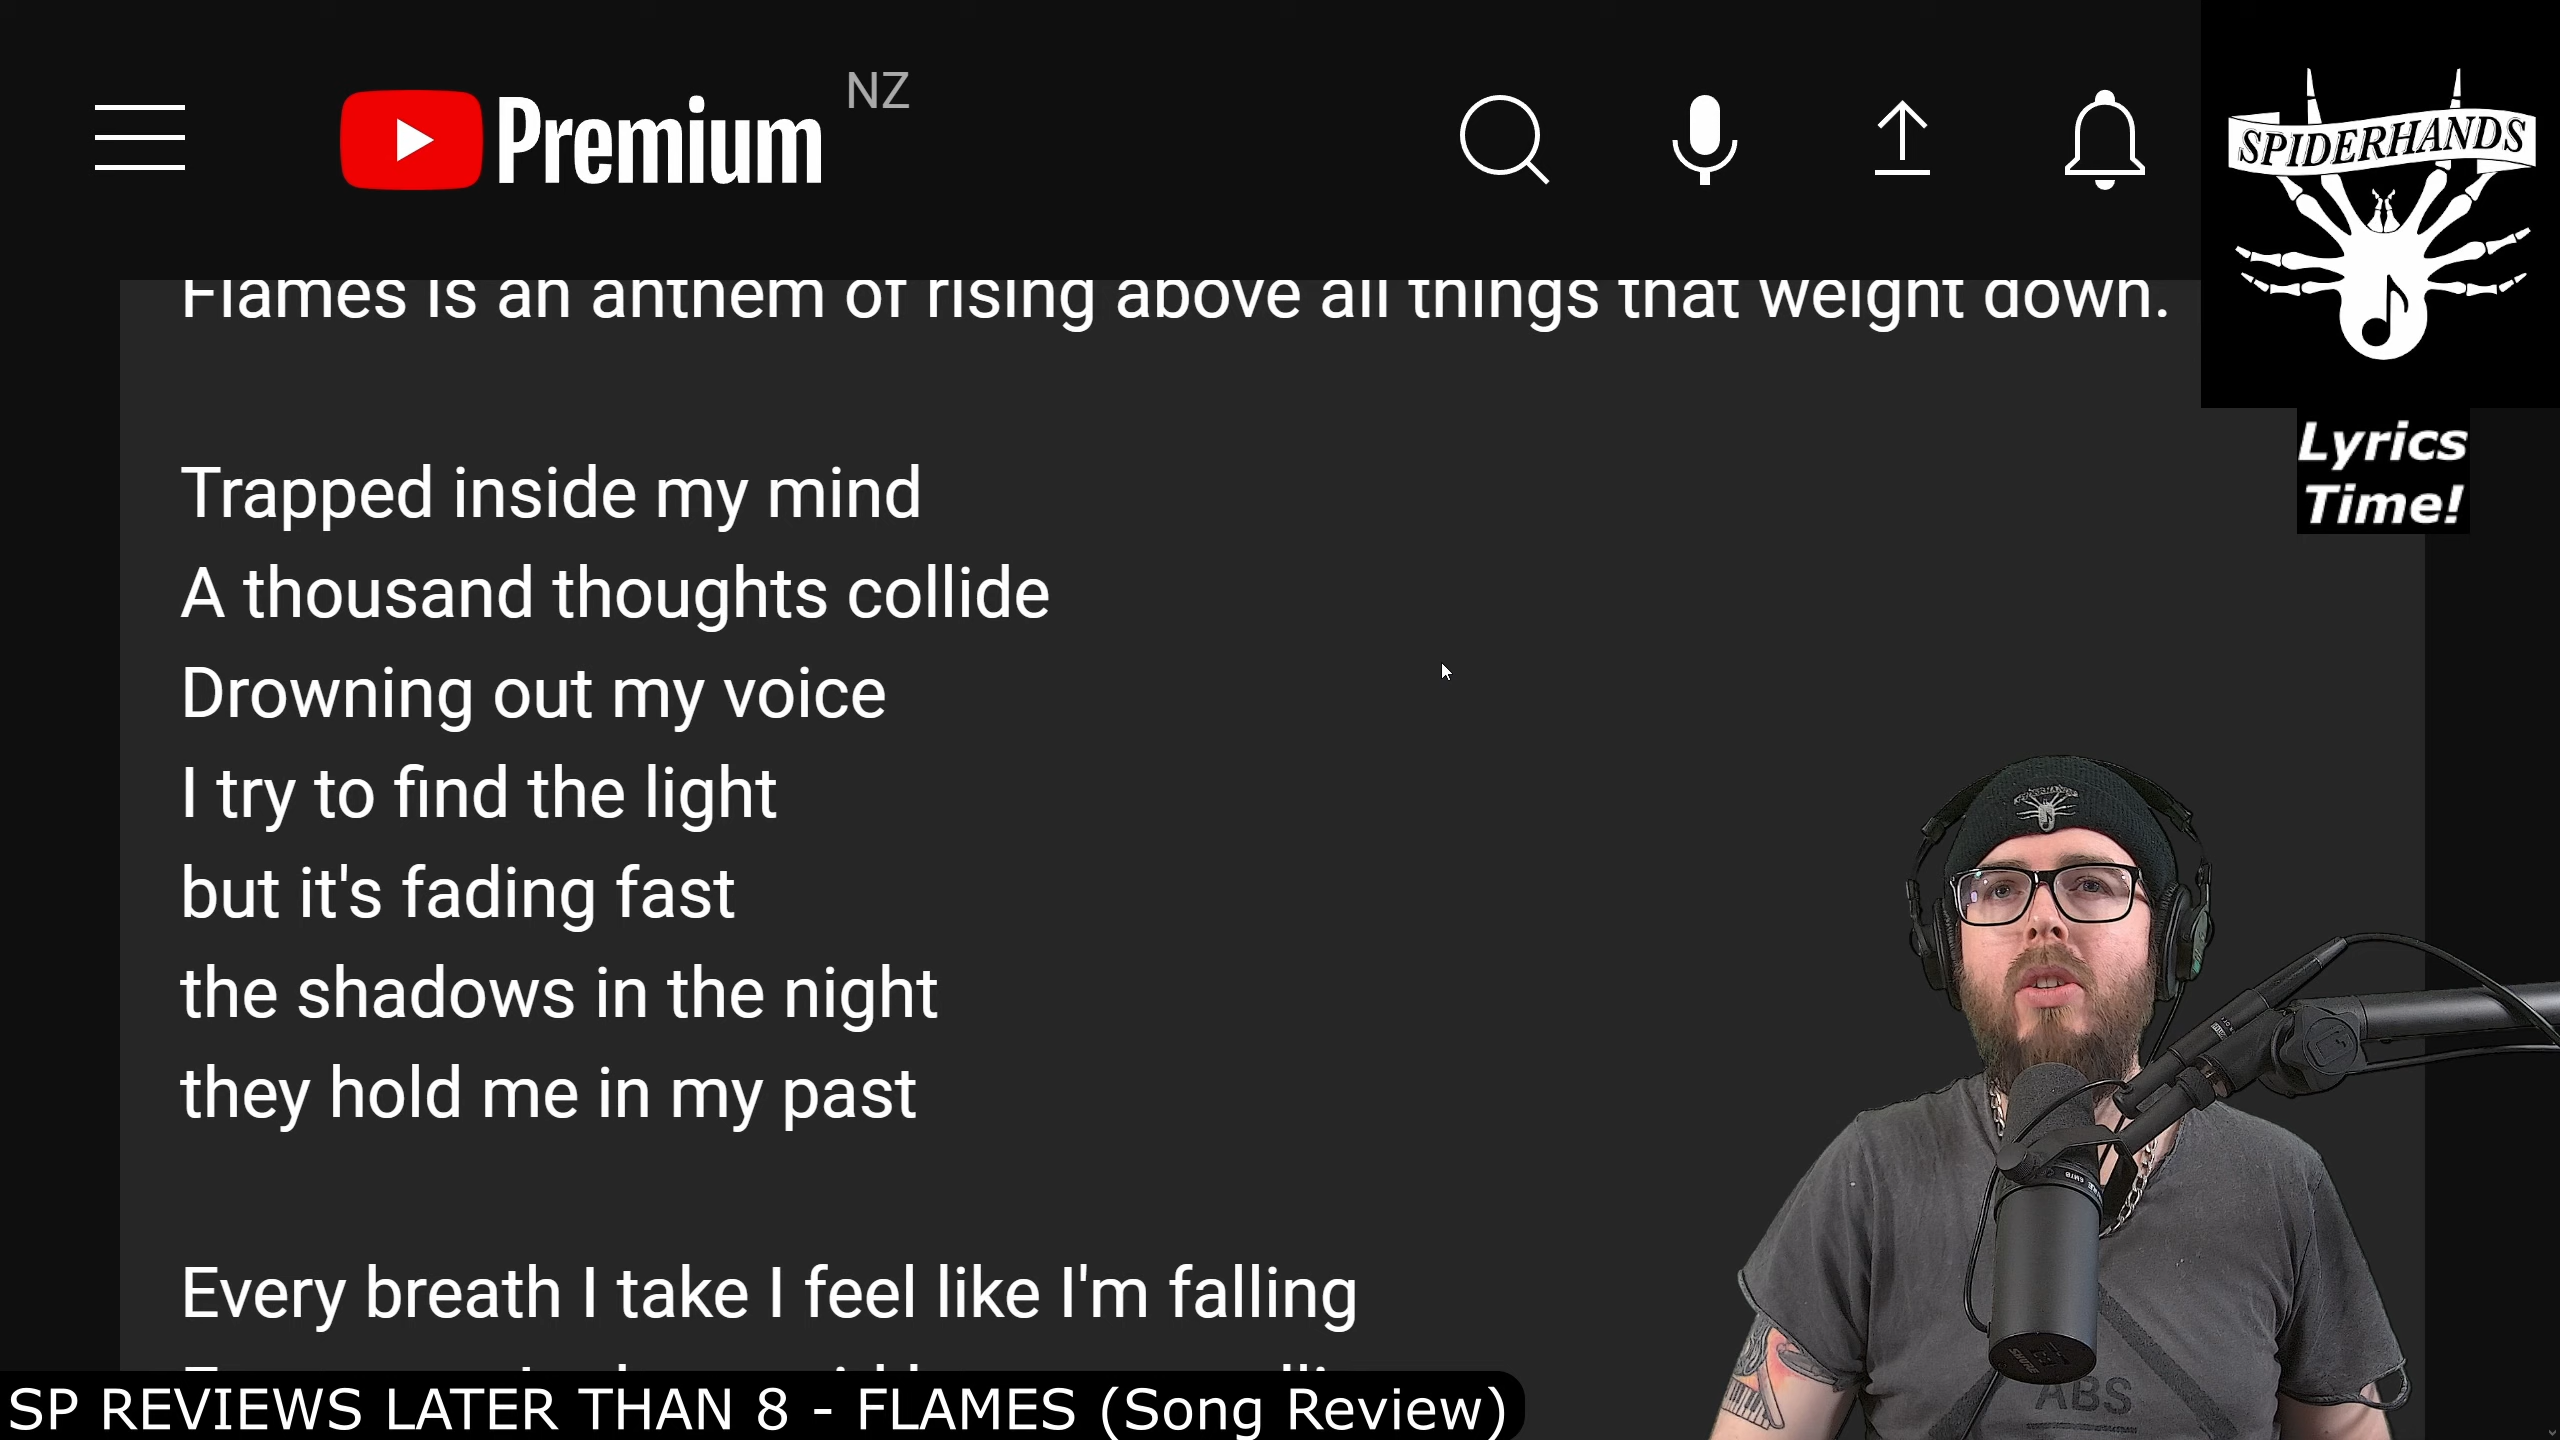 Premium
NZ
SPIDERHANDS
Lyrics
Time!
Flames is an anthem of rising above all things that weight down.
Trapped inside my mind
A thousand thoughts collide
Drowning out my voice
I try to find the light
but it's fading fast
the shadows in the night
they hold me in my past
Every breath I take I feel like I'm falling
SP REVIEWS LATER THAN 8 - FLAMES (Song Review)
ABS